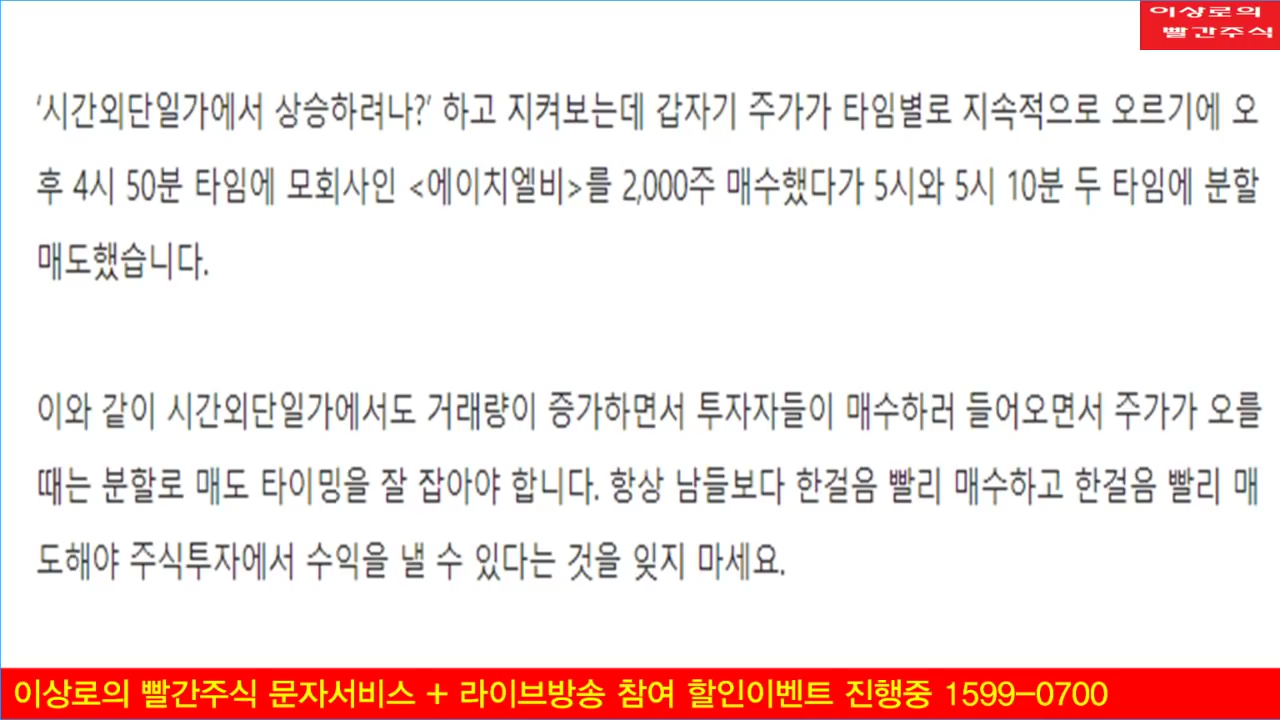 이상로의
빨간주식
‘시간외단일가에서 상승하려나?’ 하고 지켜보는데 갑자기 주가가 타임별로 지속적으로 오르기에 오
후 4시 50분 타임에 모회사인 <에이치엘비>를 2,000주 매수했다가 5시와 5시 10분 두 타임에 분할
매도했습니다.
이와 같이 시간외단일가에서도 거래량이 증가하면서 투자자들이 매수하러 들어오면서 주가가 오를
때는 분할로 매도 타이밍을 잘 잡아야 합니다. 항상 남들보다 한걸음 빨리 매수하고 한걸음 빨리 매
도해야 주식투자에서 수익을 낼 수 있다는 것을 잊지 마세요.
이상로의 빨간주식 문자서비스 + 라이브방송 참여 할인이벤트 진행중 1599-0700